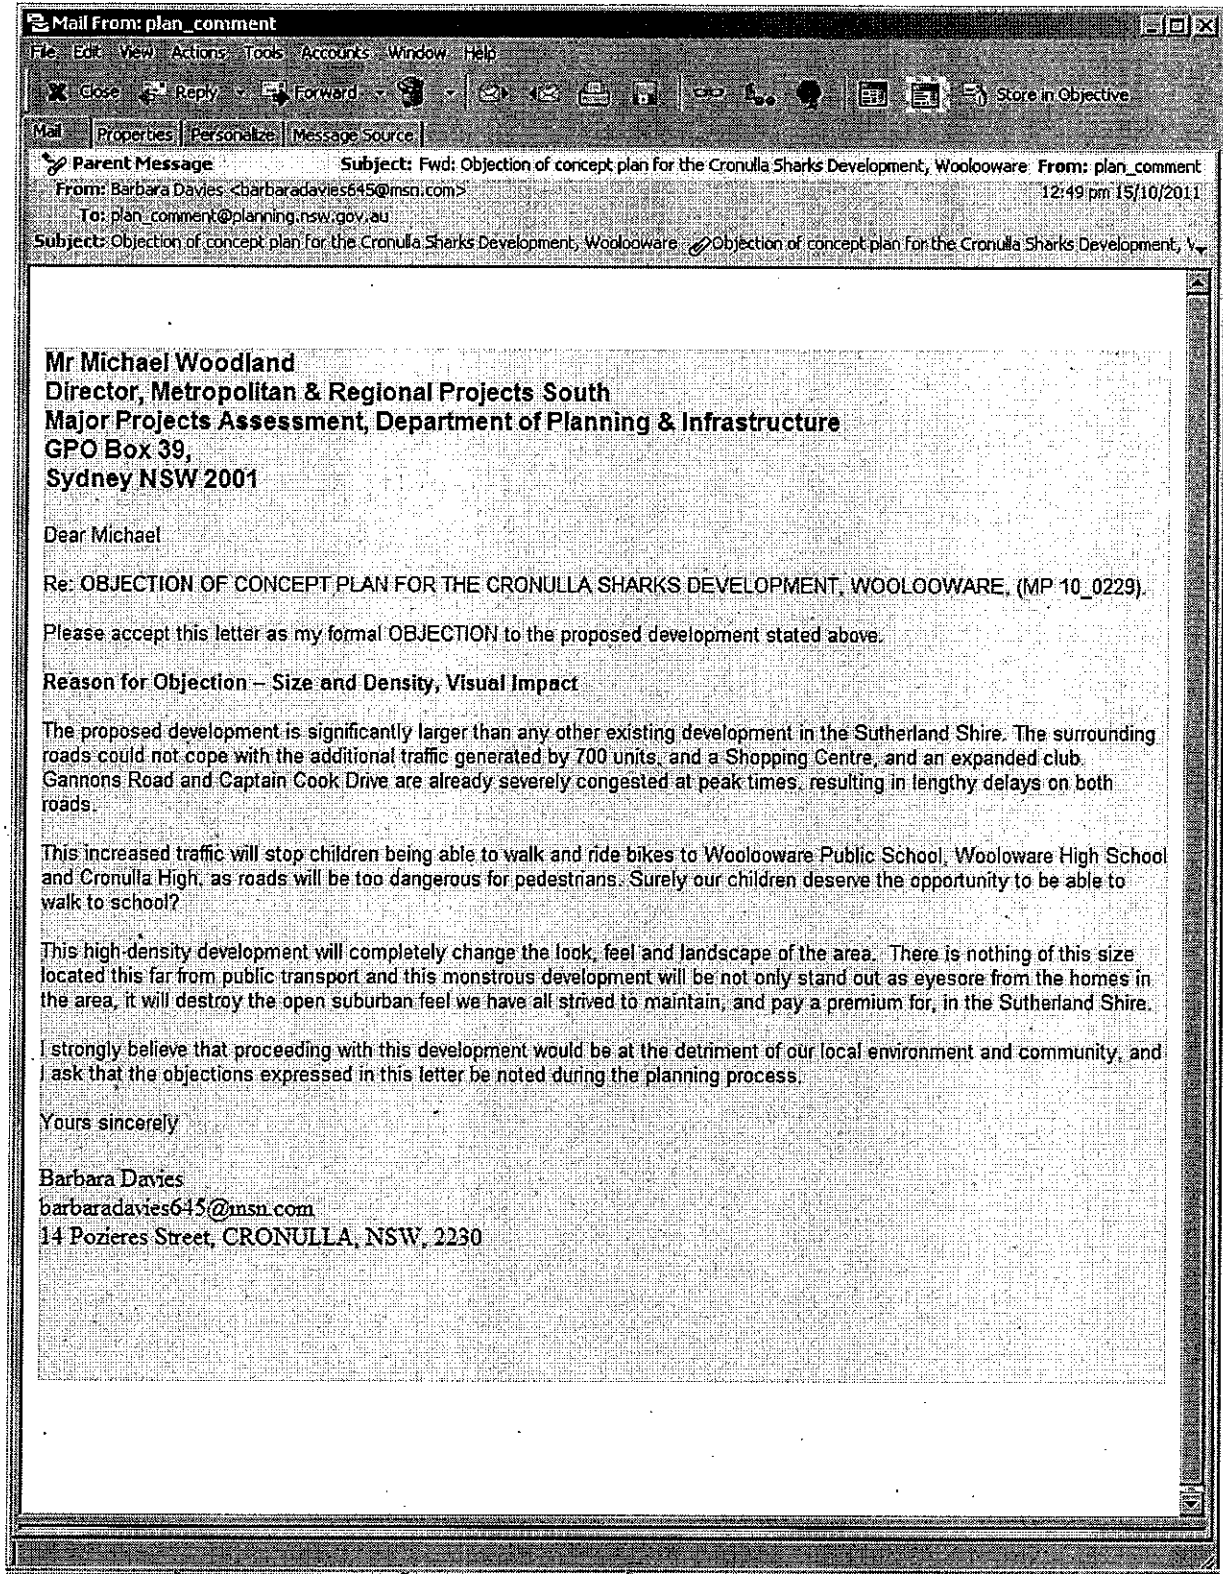 Mail From: plan_comment
File Edit View Actions Tools Accounts Window Help
Close Reply Forward Store in Objective
Mail Properties Personalize Message Source
Parent Message Subject: Fwd: Objection of concept plan for the Cronulla Sharks Development, Woolooware From: plan_comment
From: Barbara Davies <barbaradavies645@msn.com> 12:49 pm 15/10/2011
To: plan_comment@planning.nsw.gov.au
Subject: Objection of concept plan for the Cronulla Sharks Development, Woolooware Objection of concept plan for the Cronulla Sharks Development,
Mr Michael Woodland
Director, Metropolitan & Regional Projects South
Major Projects Assessment, Department of Planning & Infrastructure
GPO Box 39,
Sydney NSW 2001
Dear Michael
Re: OBJECTION OF CONCEPT PLAN FOR THE CRONULLA SHARKS DEVELOPMENT, WOOLOOWARE, (MP 10_0229).
Please accept this letter as my formal OBJECTION to the proposed development stated above.
Reason for Objection – Size and Density, Visual Impact
The proposed development is significantly larger than any other existing development in the Sutherland Shire. The surrounding
roads could not cope with the additional traffic generated by 700 units, and a Shopping Centre, and an expanded club.
Gannons Road and Captain Cook Drive are already severely congested at peak times, resulting in lengthy delays on both
roads.
This increased traffic will stop children being able to walk and ride bikes to Woolooware Public School, Wooloware High School
and Cronulla High, as roads will be too dangerous for pedestrians. Surely our children deserve the opportunity to be able to
walk to school?
This high-density development will completely change the look, feel and landscape of the area. There is nothing of this size
located this far from public transport and this monstrous development will be not only stand out as eyesore from the homes in
the area, it will destroy the open suburban feel we have all strived to maintain, and pay a premium for, in the Sutherland Shire.
I strongly believe that proceeding with this development would be at the detriment of our local environment and community, and
I ask that the objections expressed in this letter be noted during the planning process.
Yours sincerely
Barbara Davies
barbaradavies645@msn.com
14 Pozieres Street, CRONULLA, NSW, 2230